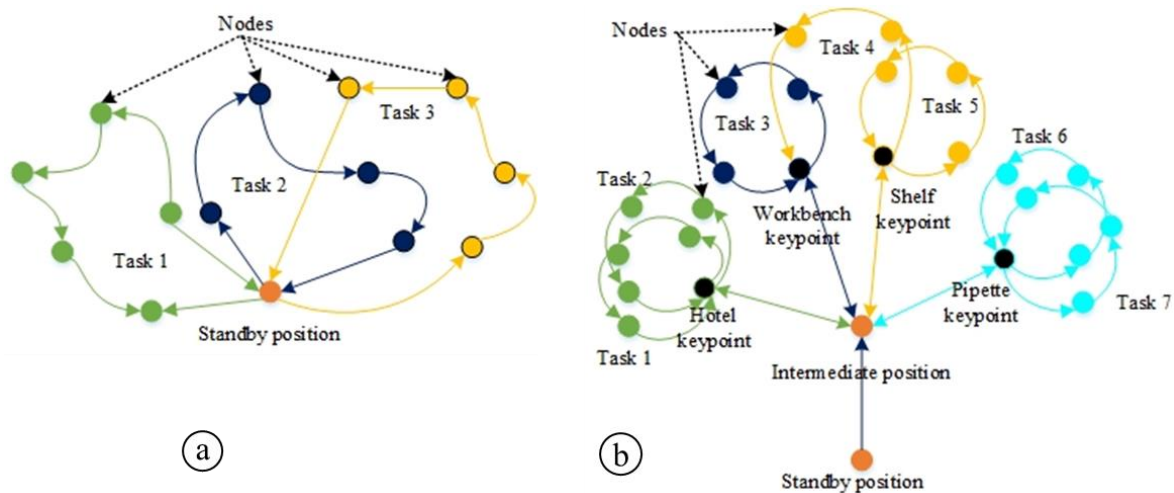 Nodes
Task 3
Task 2
Task 1
Standby position
a
Nodes
Task 4
Task 3
Task 5
Task 6
Task 2
Workbench
keypoint
Shelf
keypoint
Pipette
keypoint
Task 7
Hotel
keypoint
Task 1
Intermediate position
b
Standby position